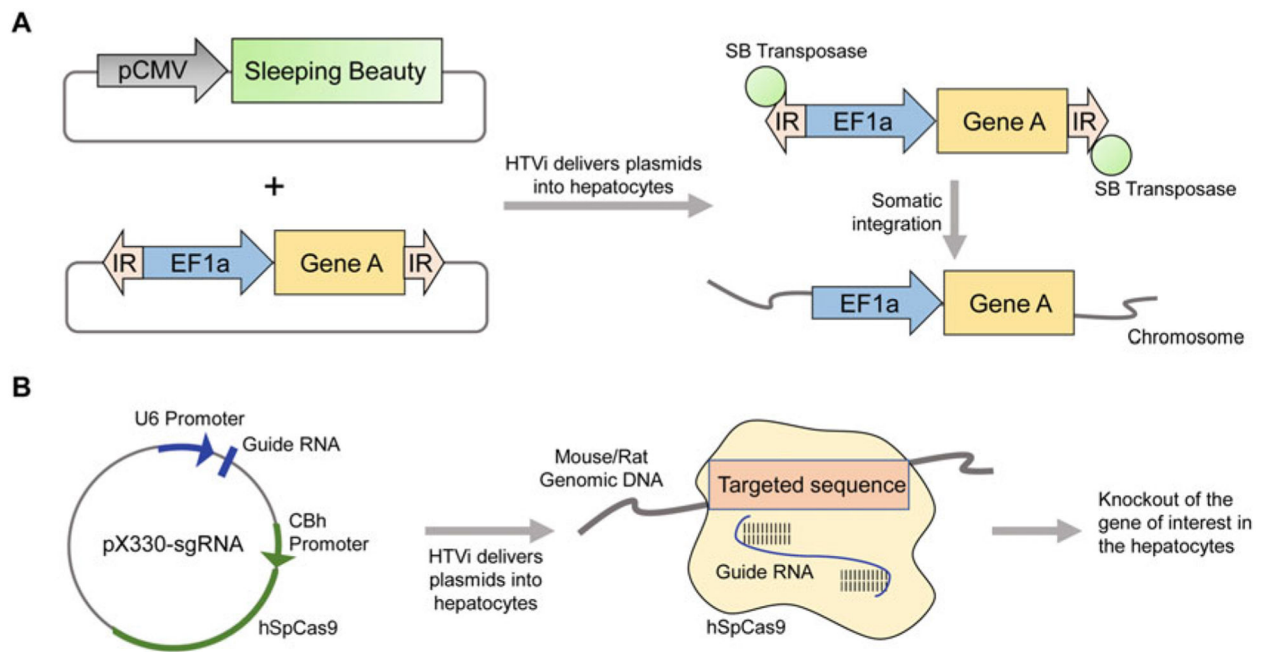 A
pCMV
Sleeping Beauty
+
IR
EF1a
Gene A
IR
HTVi delivers plasmids
into hepatocytes
SB Transposase
IR
EF1a
Gene A
IR
SB Transposase
Somatic
integration
EF1a
Gene A
Chromosome
B
U6 Promoter
Guide RNA
CBh
Promoter
pX330-sgRNA
hSpCas9
HTVi delivers
plasmids into
hepatocytes
Mouse/Rat
Genomic DNA
Targeted sequence
Guide RNA
hSpCas9
Knockout of the
gene of interest in
the hepatocytes